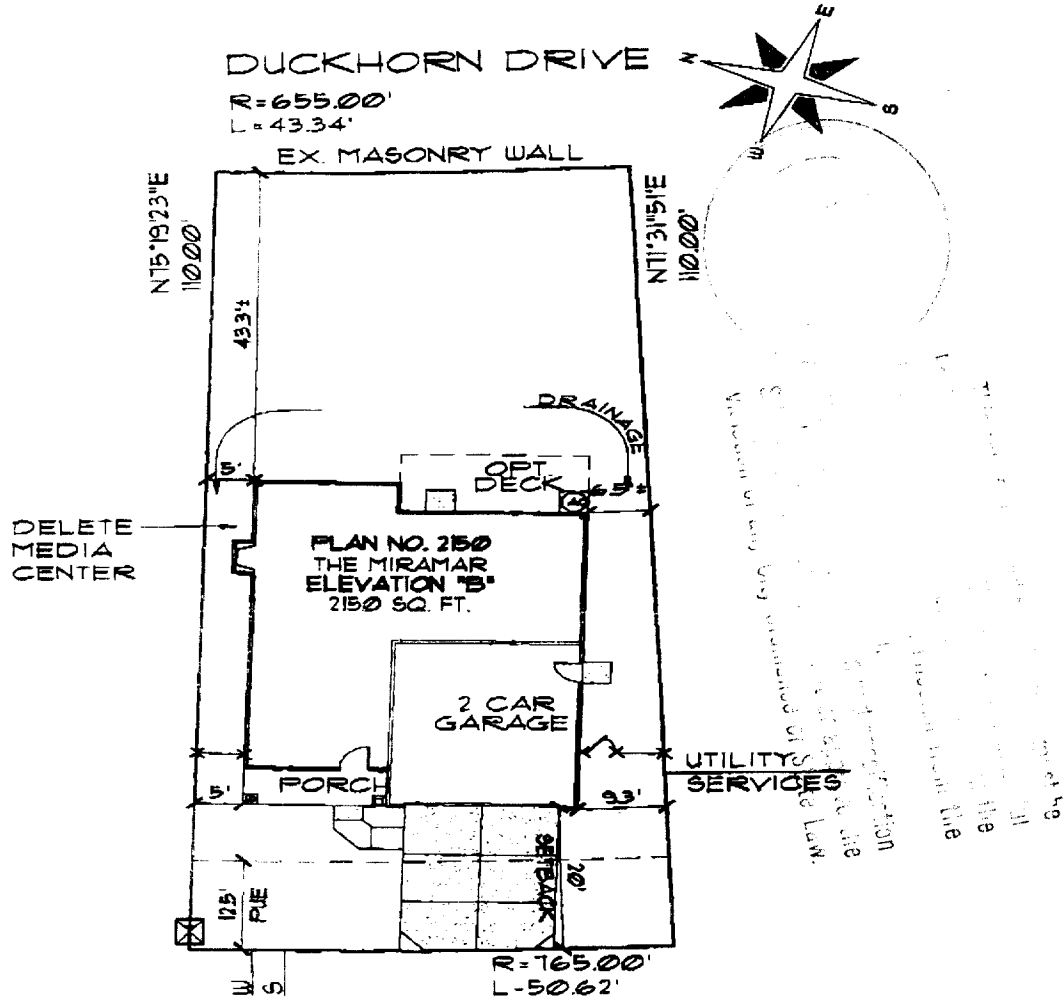 DUCKHORN DRIVE
R=655.00'
L=43.34'
EX. MASONRY WALL
N
E
S
W
N75°19'23"E
110.00'
N71°31'51"E
110.00'
DRAINAGE
5'
OPT
DECK
6.5'±
DELETE
MEDIA
CENTER
PLAN NO. 2150
THE MIRAMAR
ELEVATION "B"
2150 SQ. FT.
2 CAR
GARAGE
PORCH
UTILITY
SERVICES
5'
9.3'
SETBACK
20'
12.5'
PUE
R=765.00'
L-50.62'
W
S